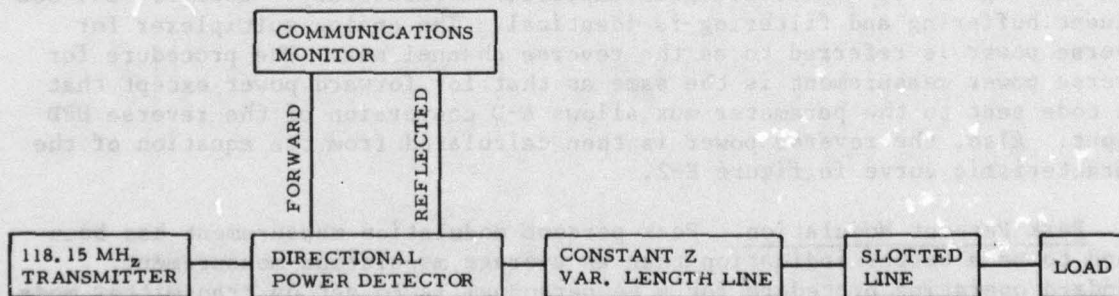 COMMUNICATIONS
MONITOR
FORWARD
REFLECTED
118.15 MHz
TRANSMITTER
DIRECTIONAL
POWER DETECTOR
CONSTANT Z
VAR. LENGTH LINE
SLOTTED
LINE
LOAD